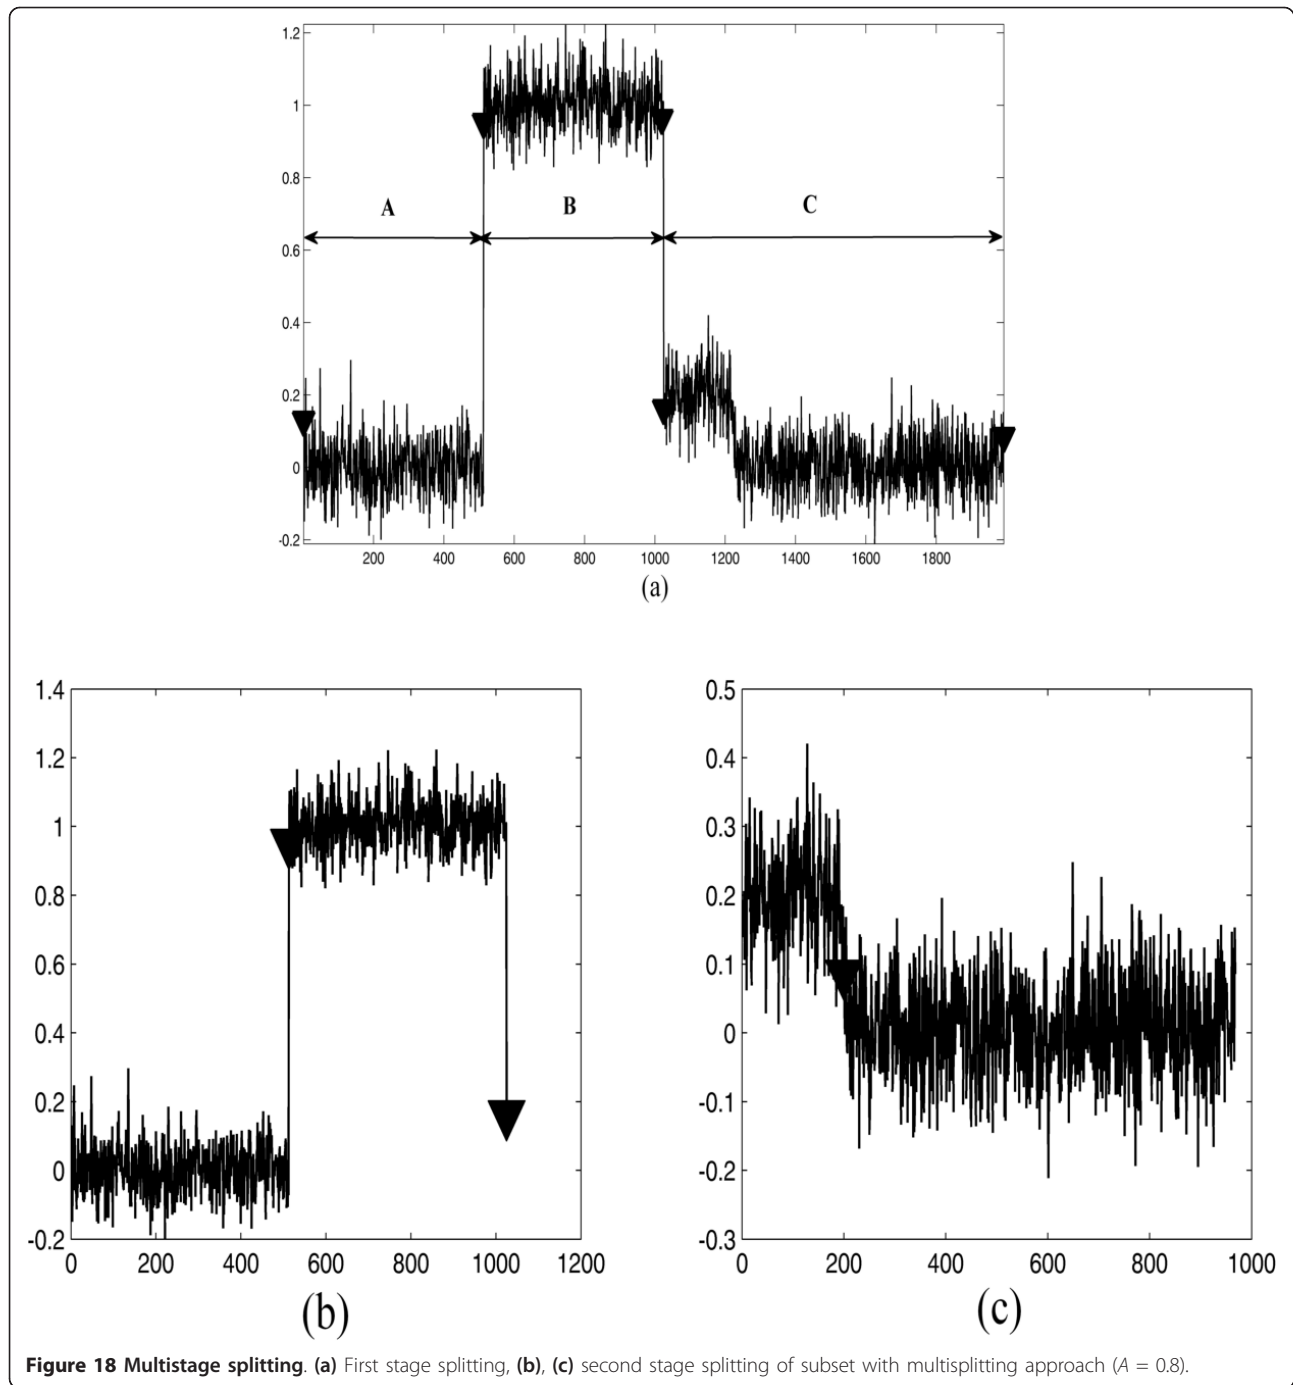 1.2
1
0.8
0.6
0.4
0.2
0
-0.2
A
B
C
200 400 600 800 1000 1200 1400 1600 1800
(a)
1.4
1.2
1
0.8
0.6
0.4
0.2
0
-0.2
0 200 400 600 800 1000 1200
(b)
0.5
0.4
0.3
0.2
0.1
0
-0.1
-0.2
-0.3
0 200 400 600 800 1000
(c)
Figure 18 Multistage splitting. (a) First stage splitting, (b), (c) second stage splitting of subset with multisplitting approach (A = 0.8).